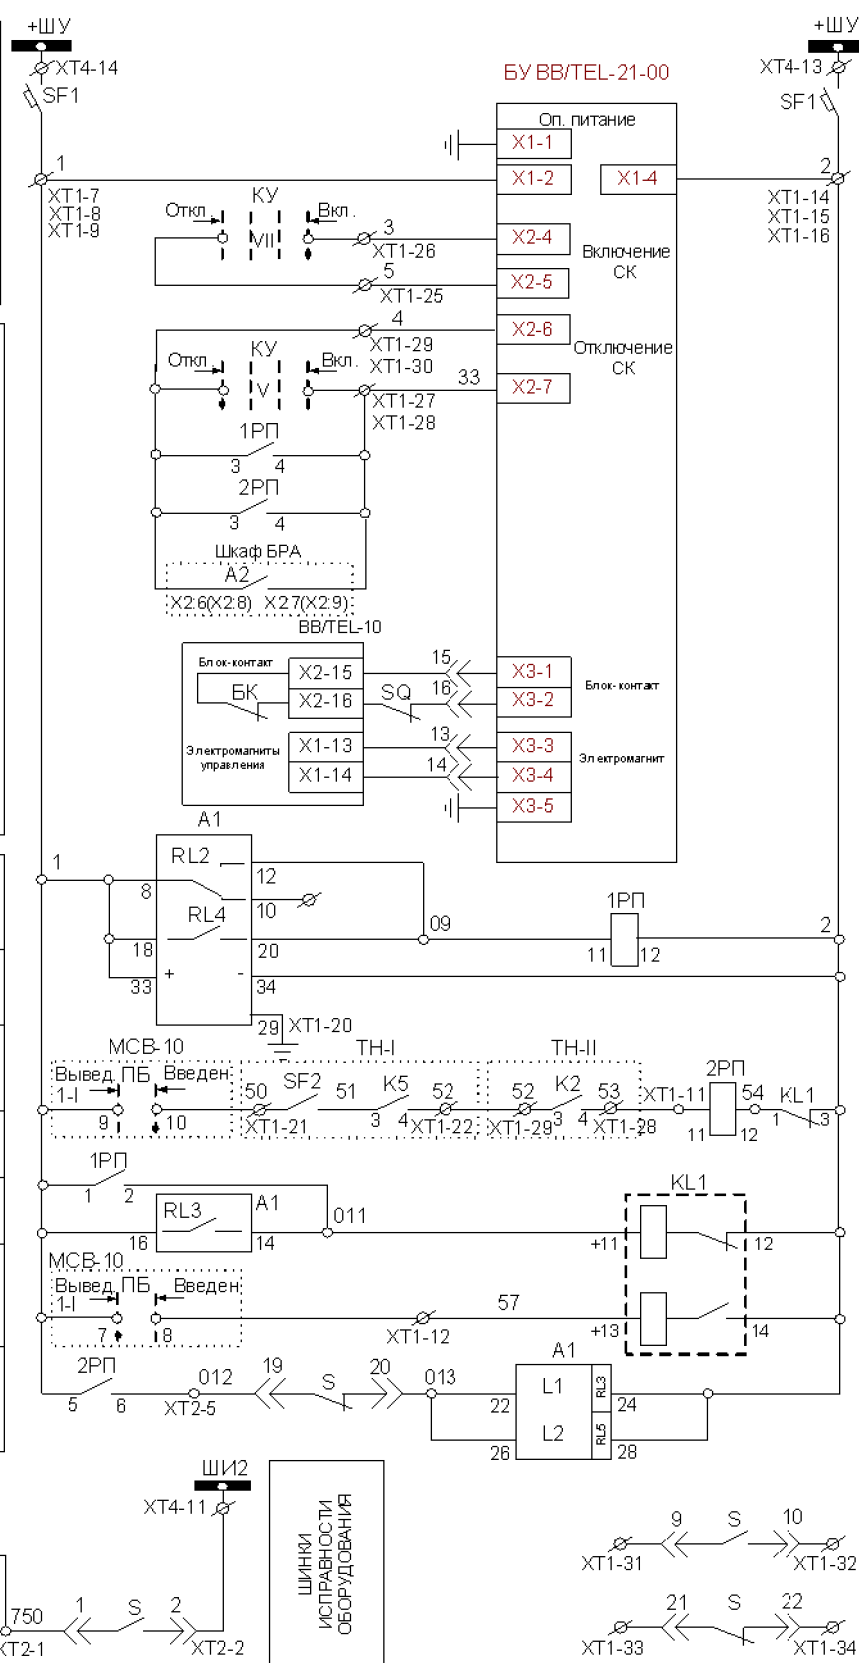 +ШУ
+ШУ
XT4-14
XT4-13
БУ BB/TEL-21-00
SF1
SF1
Оп. питание
X1-1
1
X1-2
X1-4
2
XT1-7
XT1-8
XT1-9
XT1-14
XT1-15
XT1-16
КУ
Откл.
Вкл.
VII
3
XT1-26
X2-4
Включение
СК
5
XT1-25
X2-5
4
XT1-29
XT1-30
X2-6
Отключение
СК
КУ
Откл.
Вкл.
V
33
X2-7
XT1-27
XT1-28
1РП
3 4
2РП
3 4
Шкаф БРА
A2
X2:6(X2:8) X2:7(X2:9)
BB/TEL-10
Блок-контакт
X2-15
15
X3-1
Блок-контакт
БК
X2-16
SQ
16
X3-2
Электромагниты
управления
X1-13
13
X3-3
Электромагнит
X1-14
14
X3-4
X3-5
A1
1
RL2
8
12
10
RL4
18
20
09
1РП
11 12
2
33
+ -
34
29
XT1-20
МСВ-10
ТН-I
ТН-II
Вывед. ПБ Введен
1-I
9 10
50
XT1-21
SF2
51
K5
3 4
52
XT1-22
52
XT1-29
K2
3 4
53
XT1-28
XT1-11
2РП
11 12
54
KL1
1 3
1РП
1 2
RL3
A1
16 14
011
KL1
+11
12
МСВ-10
Вывед. ПБ Введен
1-I
7 8
XT1-12
57
+13
14
2РП
5 6
012
XT2-5
19
S
20
013
A1
22
L1
RL3
24
26
L2
RL5
28
ШИ2
XT4-11
ШИНКИ
ИСПРАВНОСТИ
ОБОРУДОВАНИЯ
9 S 10
XT1-31
XT1-32
750
XT2-1
1 S 2
XT2-2
21 S 22
XT1-33
XT1-34